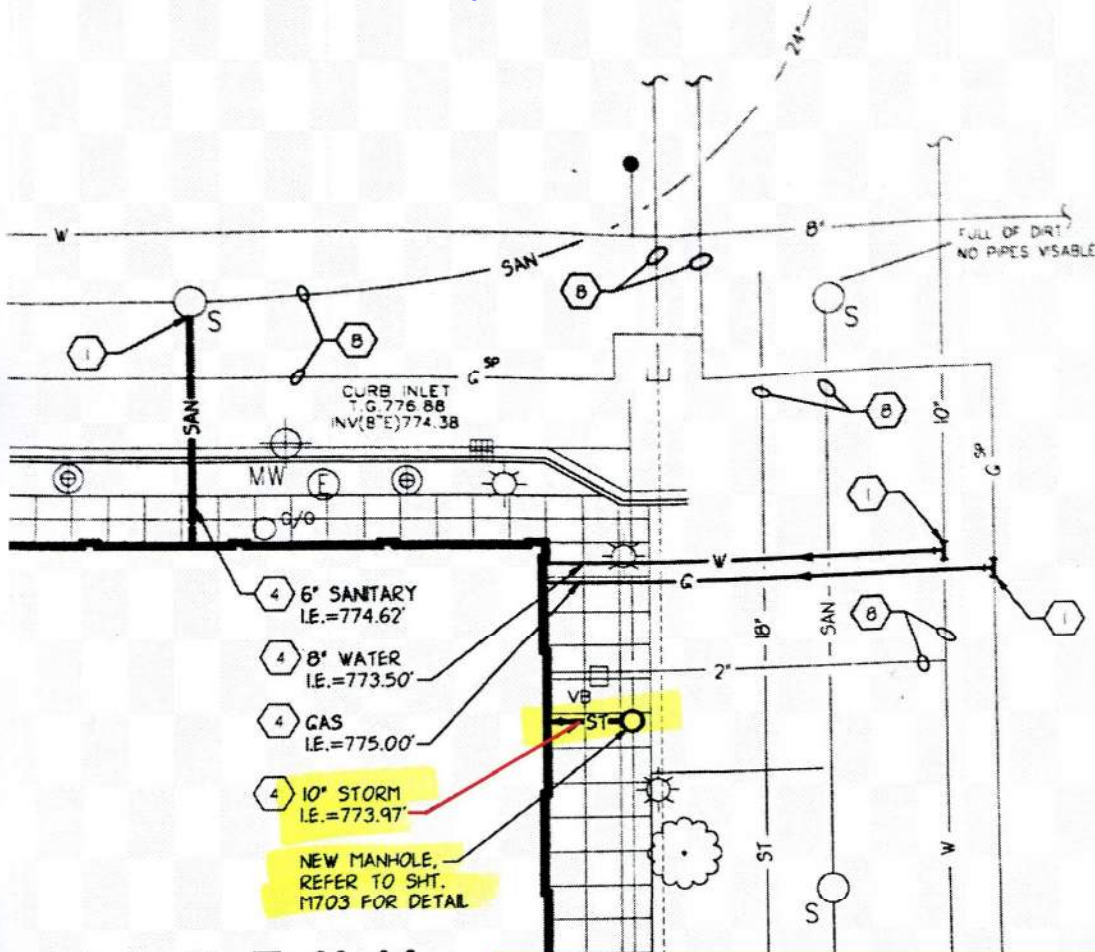 24"
W
8"
FULL OF DIRT
NO PIPES VISABLE
SAN
8
S
S
1
8
G SP
CURB INLET
T.G.776.88
INV(8"E)774.38
SAN
8
10"
G SP
MW
E
1
W
G
4 6" SANITARY
I.E.=774.62'
1
8
18"
SAN
4 8" WATER
I.E.=773.50'
2"
VB
4 GAS
I.E.=775.00'
ST
4 10" STORM
I.E.=773.97'
NEW MANHOLE,
REFER TO SHT.
M703 FOR DETAIL
ST
W
S